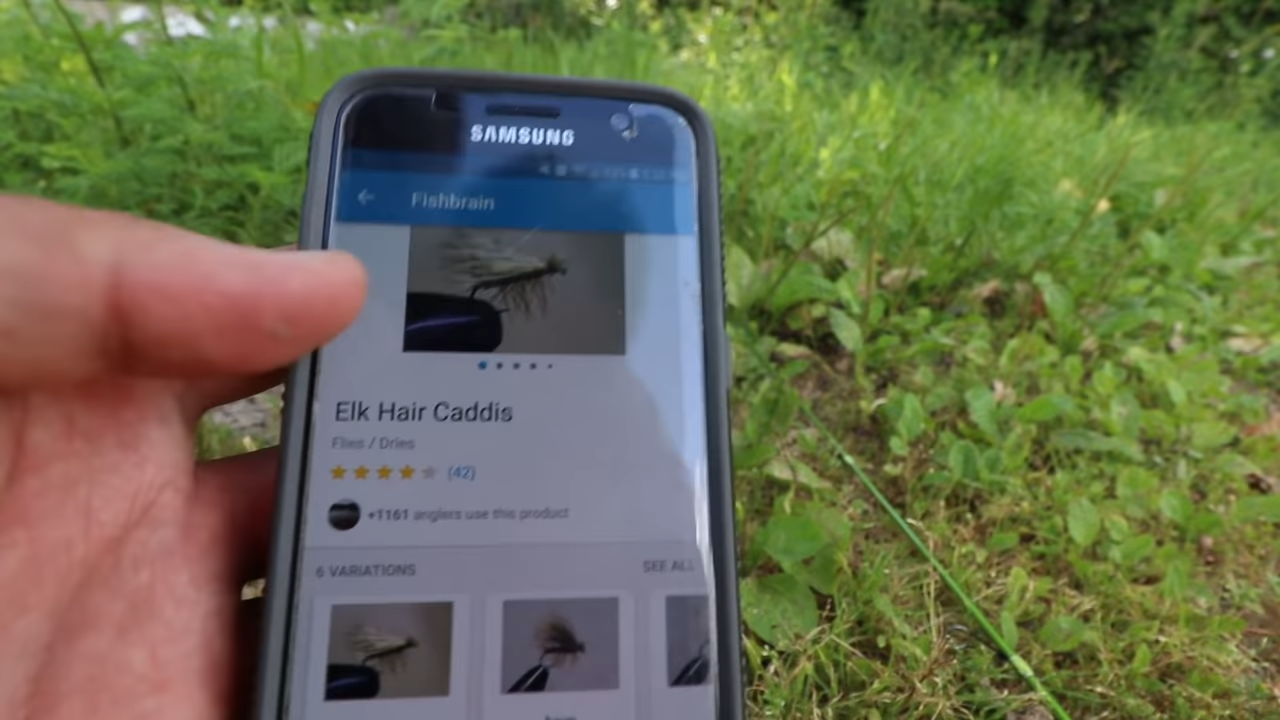 SAMSUNG
Fishbrain
Elk Hair Caddis
Flies / Dries
(42)
+1161 anglers use this product
6 VARIATIONS
SEE ALL